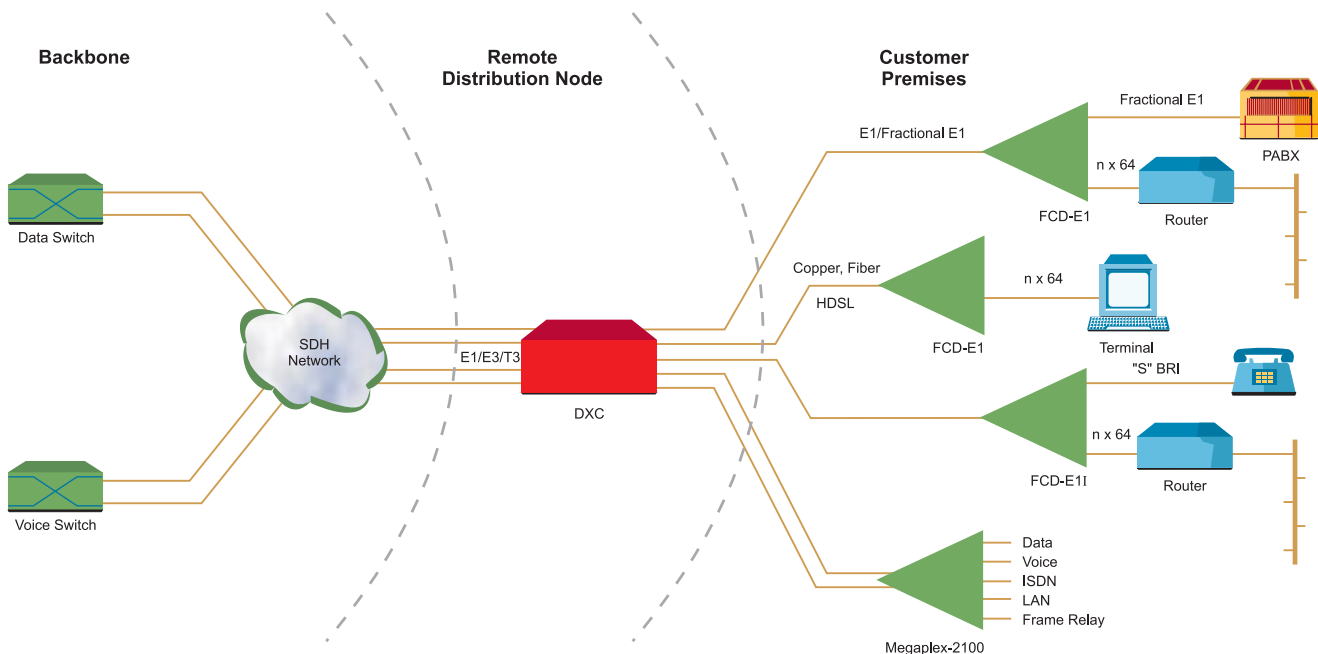 Backbone
Remote
Distribution Node
Customer
Premises
Data Switch
Voice Switch
SDH
Network
E1/E3/T3
DXC
E1/Fractional E1
Fractional E1
PABX
n x 64
FCD-E1
Router
Copper, Fiber
HDSL
n x 64
FCD-E1
Terminal
"S" BRI
n x 64
FCD-E1I
Router
Data
Voice
ISDN
LAN
Frame Relay
Megaplex-2100